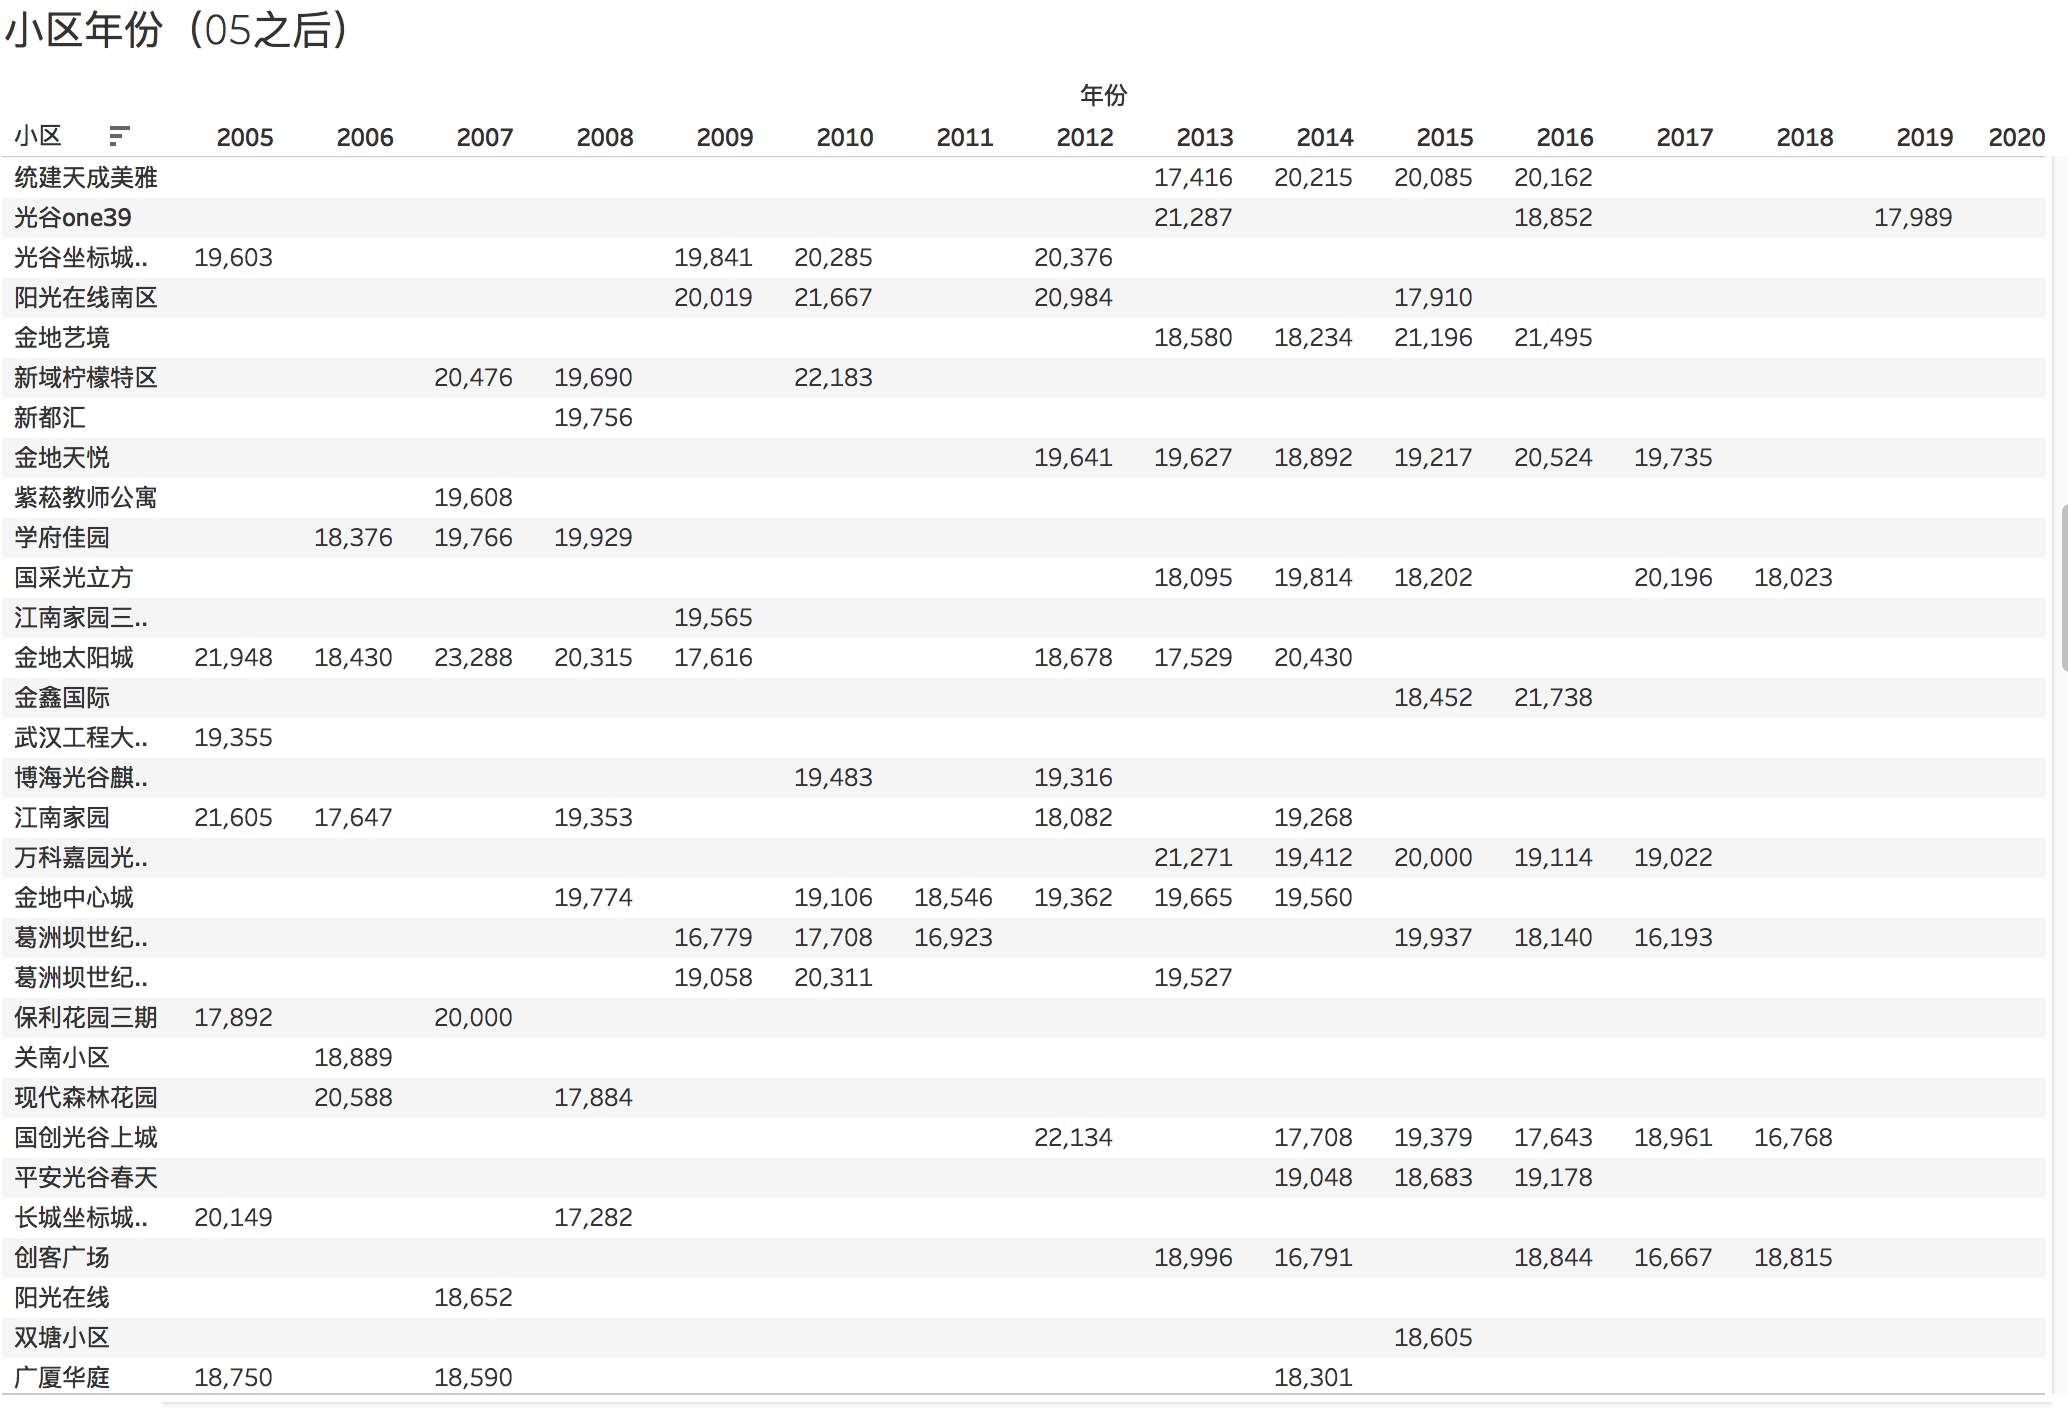 小区年份（05之后）
年份
小区 2005 2006 2007 2008 2009 2010 2011 2012 2013 2014 2015 2016 2017 2018 2019 2020
统建天成美雅 17,416 20,215 20,085 20,162
光谷one39 21,287 18,852 17,989
光谷坐标城.. 19,603 19,841 20,285 20,376
阳光在线南区 20,019 21,667 20,984 17,910
金地艺境 18,580 18,234 21,196 21,495
新域柠檬特区 20,476 19,690 22,183
新都汇 19,756
金地天悦 19,641 19,627 18,892 19,217 20,524 19,735
紫菘教师公寓 19,608
学府佳园 18,376 19,766 19,929
国采光立方 18,095 19,814 18,202 20,196 18,023
江南家园三.. 19,565
金地太阳城 21,948 18,430 23,288 20,315 17,616 18,678 17,529 20,430
金鑫国际 18,452 21,738
武汉工程大.. 19,355
博海光谷麒.. 19,483 19,316
江南家园 21,605 17,647 19,353 18,082 19,268
万科嘉园光.. 21,271 19,412 20,000 19,114 19,022
金地中心城 19,774 19,106 18,546 19,362 19,665 19,560
葛洲坝世纪.. 16,779 17,708 16,923 19,937 18,140 16,193
葛洲坝世纪.. 19,058 20,311 19,527
保利花园三期 17,892 20,000
关南小区 18,889
现代森林花园 20,588 17,884
国创光谷上城 22,134 17,708 19,379 17,643 18,961 16,768
平安光谷春天 19,048 18,683 19,178
长城坐标城.. 20,149 17,282
创客广场 18,996 16,791 18,844 16,667 18,815
阳光在线 18,652
双塘小区 18,605
广厦华庭 18,750 18,590 18,301